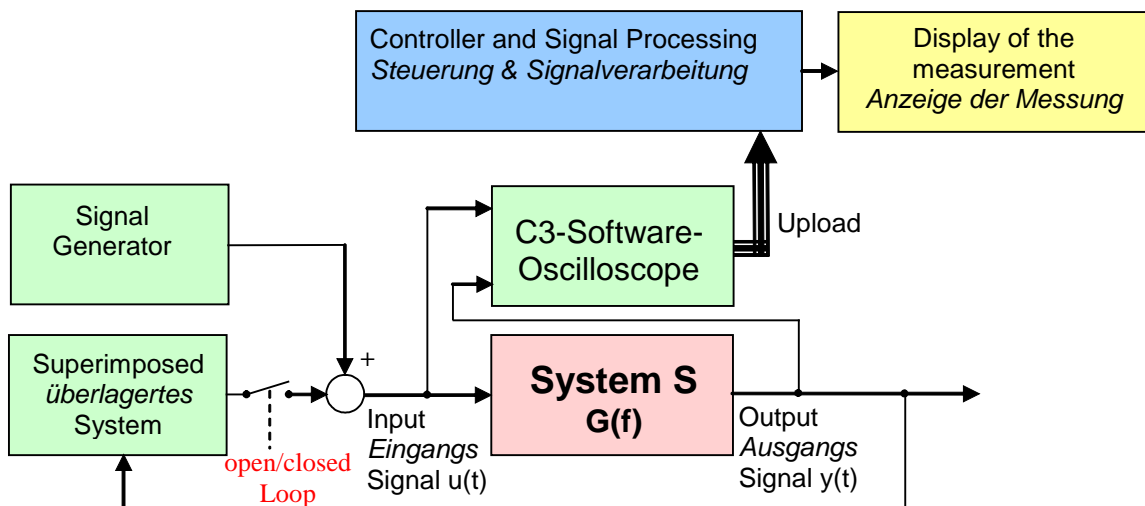 Controller and Signal Processing
Steuerung & Signalverarbeitung
Display of the
measurement
Anzeige der Messung
Signal
Generator
C3-Software-
Oscilloscope
Upload
Superimposed
überlagertes
System
+
System S
G(f)
Input
Eingangs
Signal u(t)
Output
Ausgangs
Signal y(t)
open/closed
Loop